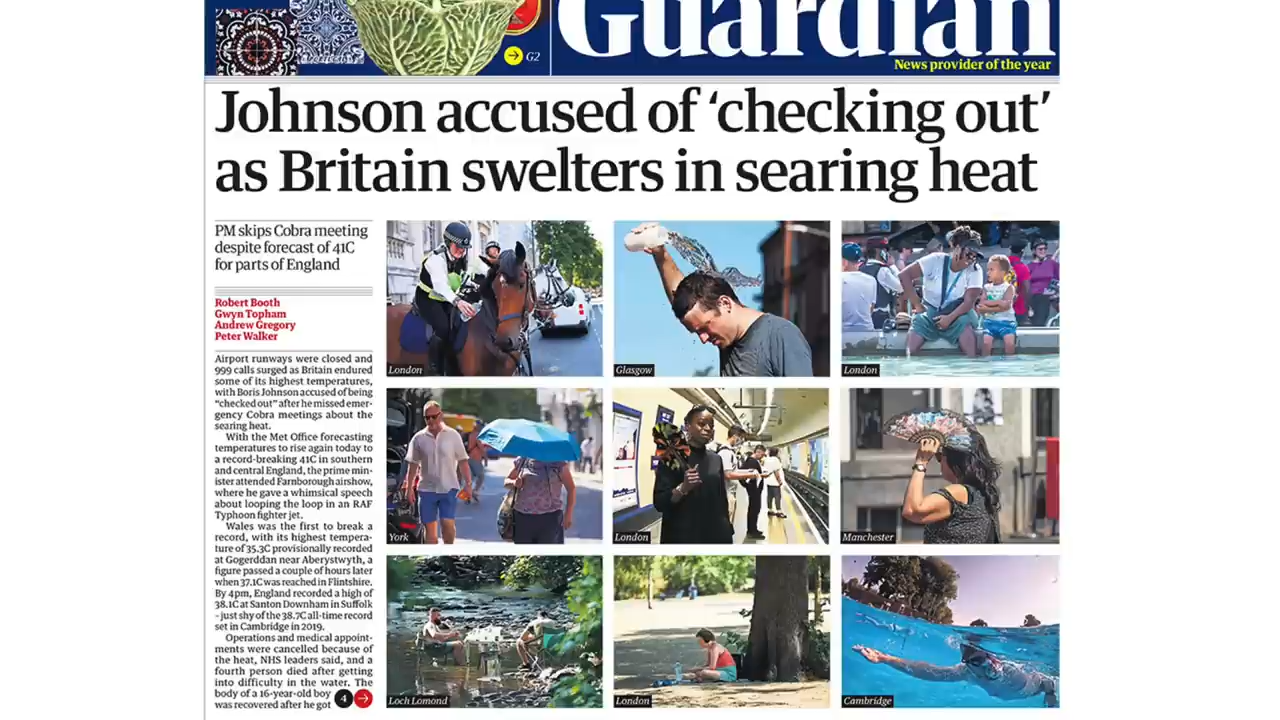 Guardian
G2
News provider of the year
Johnson accused of ‘checking out’
as Britain swelters in searing heat
PM skips Cobra meeting
despite forecast of 41C
for parts of England
Robert Booth
Gwyn Topham
Andrew Gregory
Peter Walker
Airport runways were closed and
999 calls surged as Britain endured
some of its highest temperatures,
with Boris Johnson accused of being
“checked out” after he missed emer-
gency Cobra meetings about the
searing heat.
With the Met Office forecasting
temperatures to rise again today to
a record-breaking 41C in southern
and central England, the prime min-
ister attended Farnborough airshow,
where he gave a whimsical speech
about looping the loop in an RAF
Typhoon fighter jet.
Wales was the first to break a
record, with its highest tempera-
ture of 35.3C provisionally recorded
at Gogerddan near Aberystwyth, a
figure passed a couple of hours later
when 37.1C was reached in Flintshire.
By 4pm, England recorded a high of
38.1C at Santon Downham in Suffolk
– just shy of the 38.7C all-time record
set in Cambridge in 2019.
Operations and medical appoint-
ments were cancelled because of
the heat, NHS leaders said, and a
fourth person died after getting
into difficulty in the water. The
body of a 16-year-old boy
was recovered after he got
4
London
Glasgow
London
York
London
Manchester
Loch Lomond
London
Cambridge